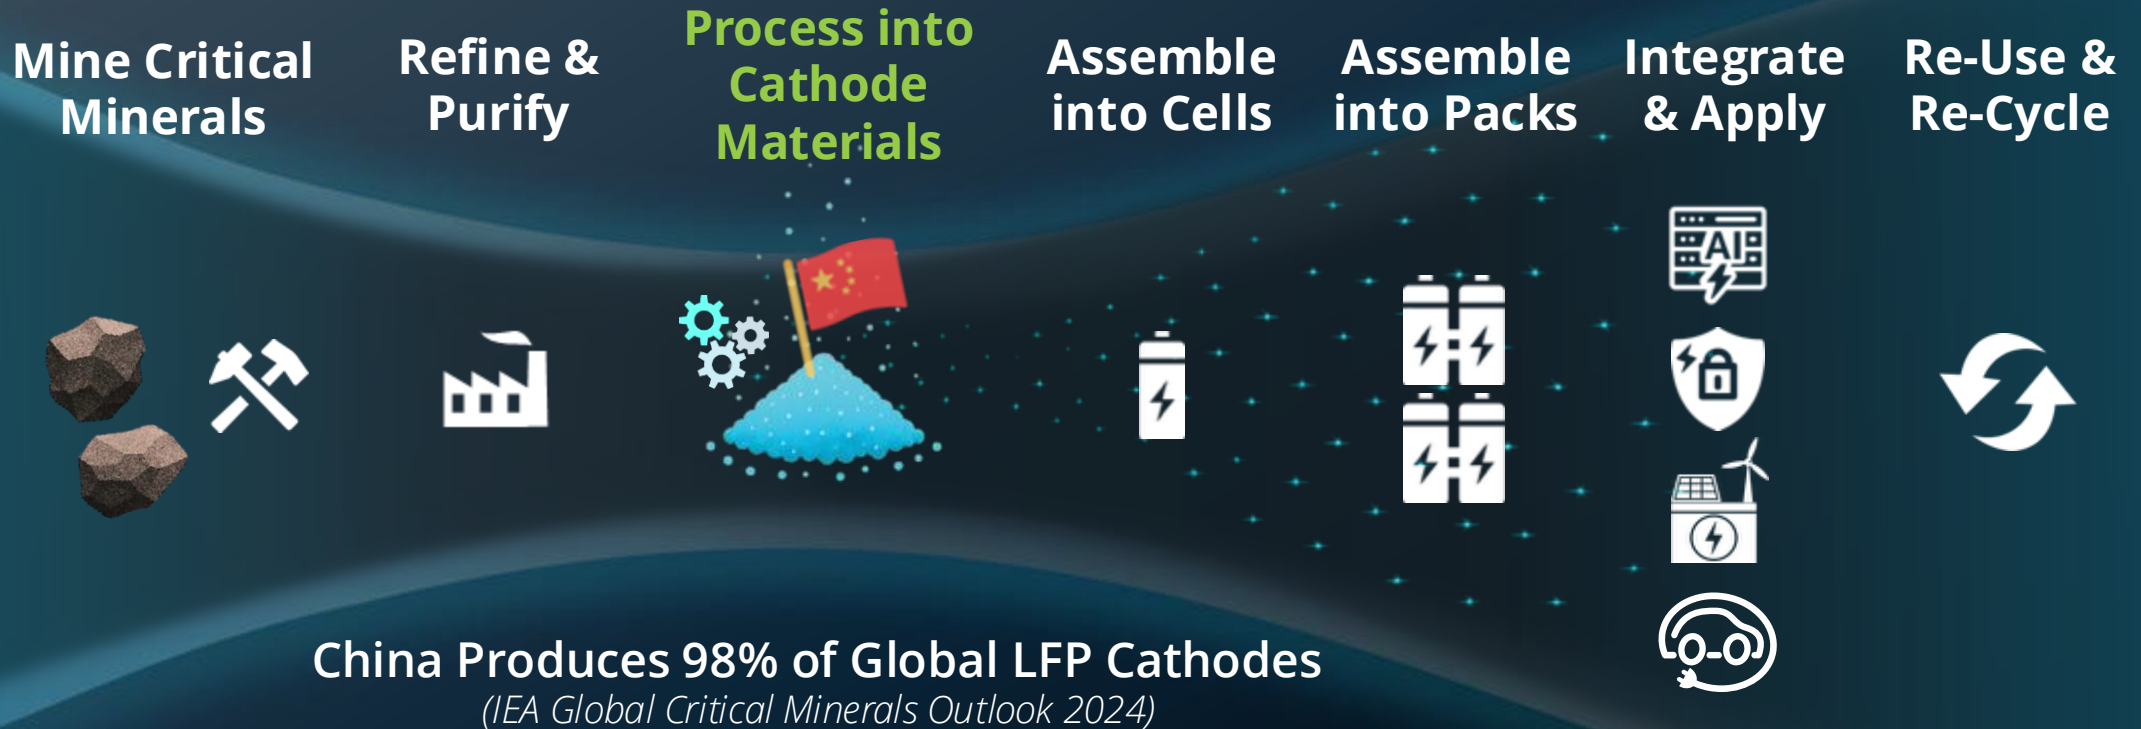 Mine Critical
Minerals
Refine &
Purify
Process into
Cathode
Materials
Assemble
into Cells
Assemble
into Packs
Integrate
& Apply
Re-Use &
Re-Cycle
AI
China Produces 98% of Global LFP Cathodes
(IEA Global Critical Minerals Outlook 2024)